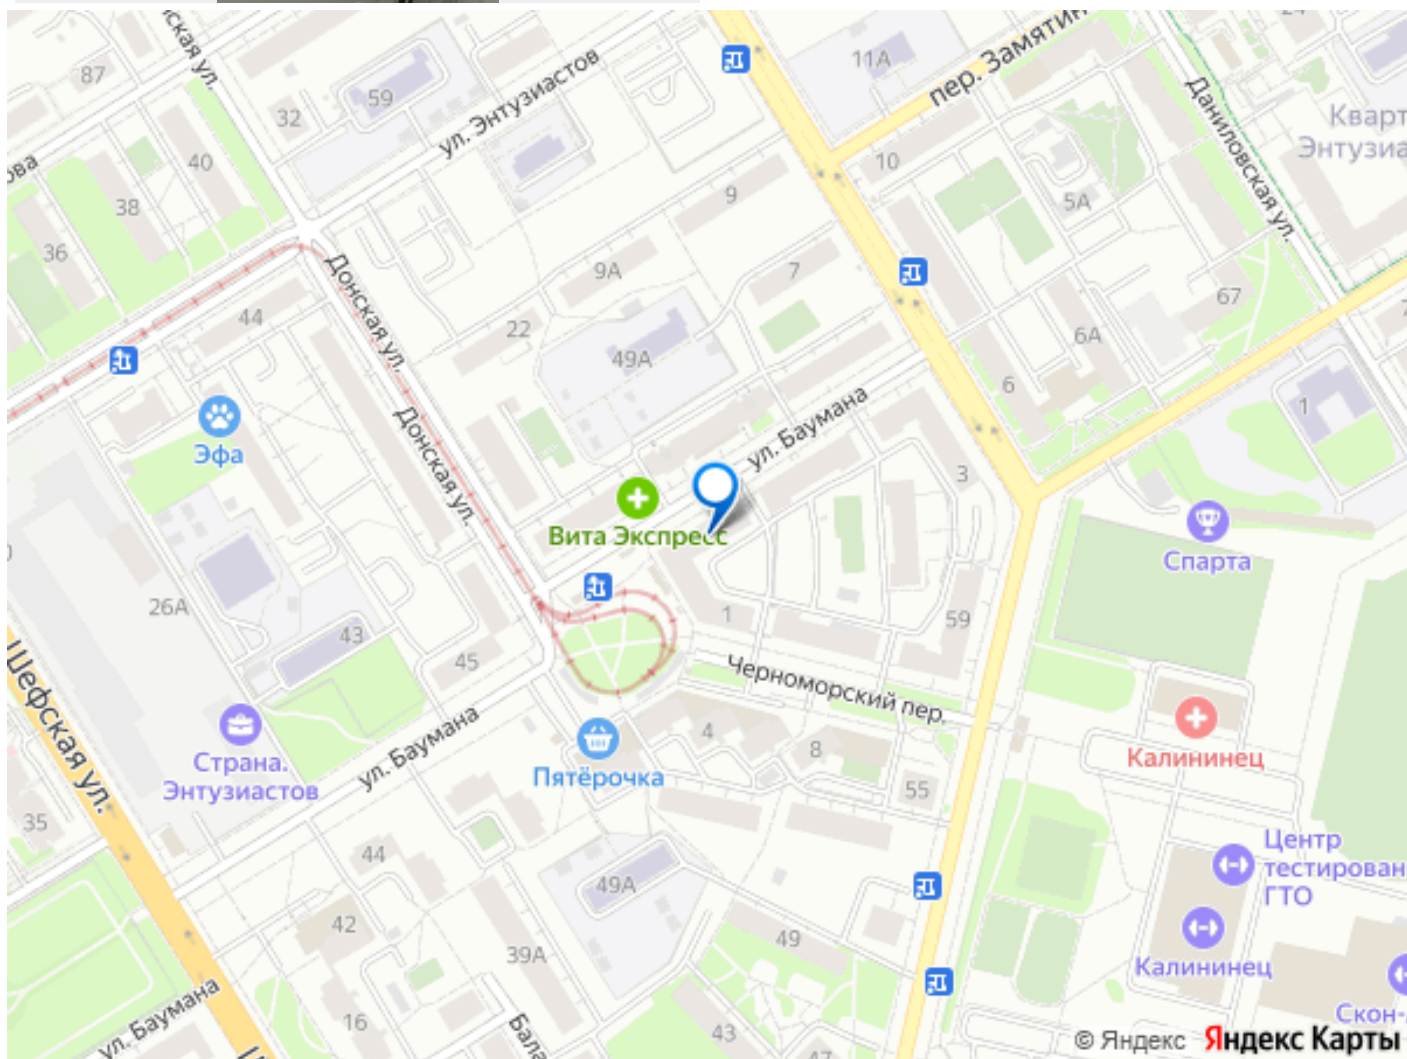 87
32
59
ул. Энтузиастов
11А
пер. Замятин
Даниловская ул.
Кварт
Энтузиа
40
38
36
9
10
5А
Донская ул.
9А
7
67
44
22
49А
6А
6
1
Эфа
Донская ул.
ул. Баумана
3
Вита Экспресс
Спарта
26А
43
45
1
59
Черноморский пер.
Шефская ул.
Страна.
Энтузиастов
ул. Баумана
Пятёрочка
4
8
55
Калининец
35
44
49А
Центр
тестирован
ГТО
42
39А
49
Калининец
ул. Баумана
16
Бала
43
47
Скон-
© Яндекс Яндекс Карты